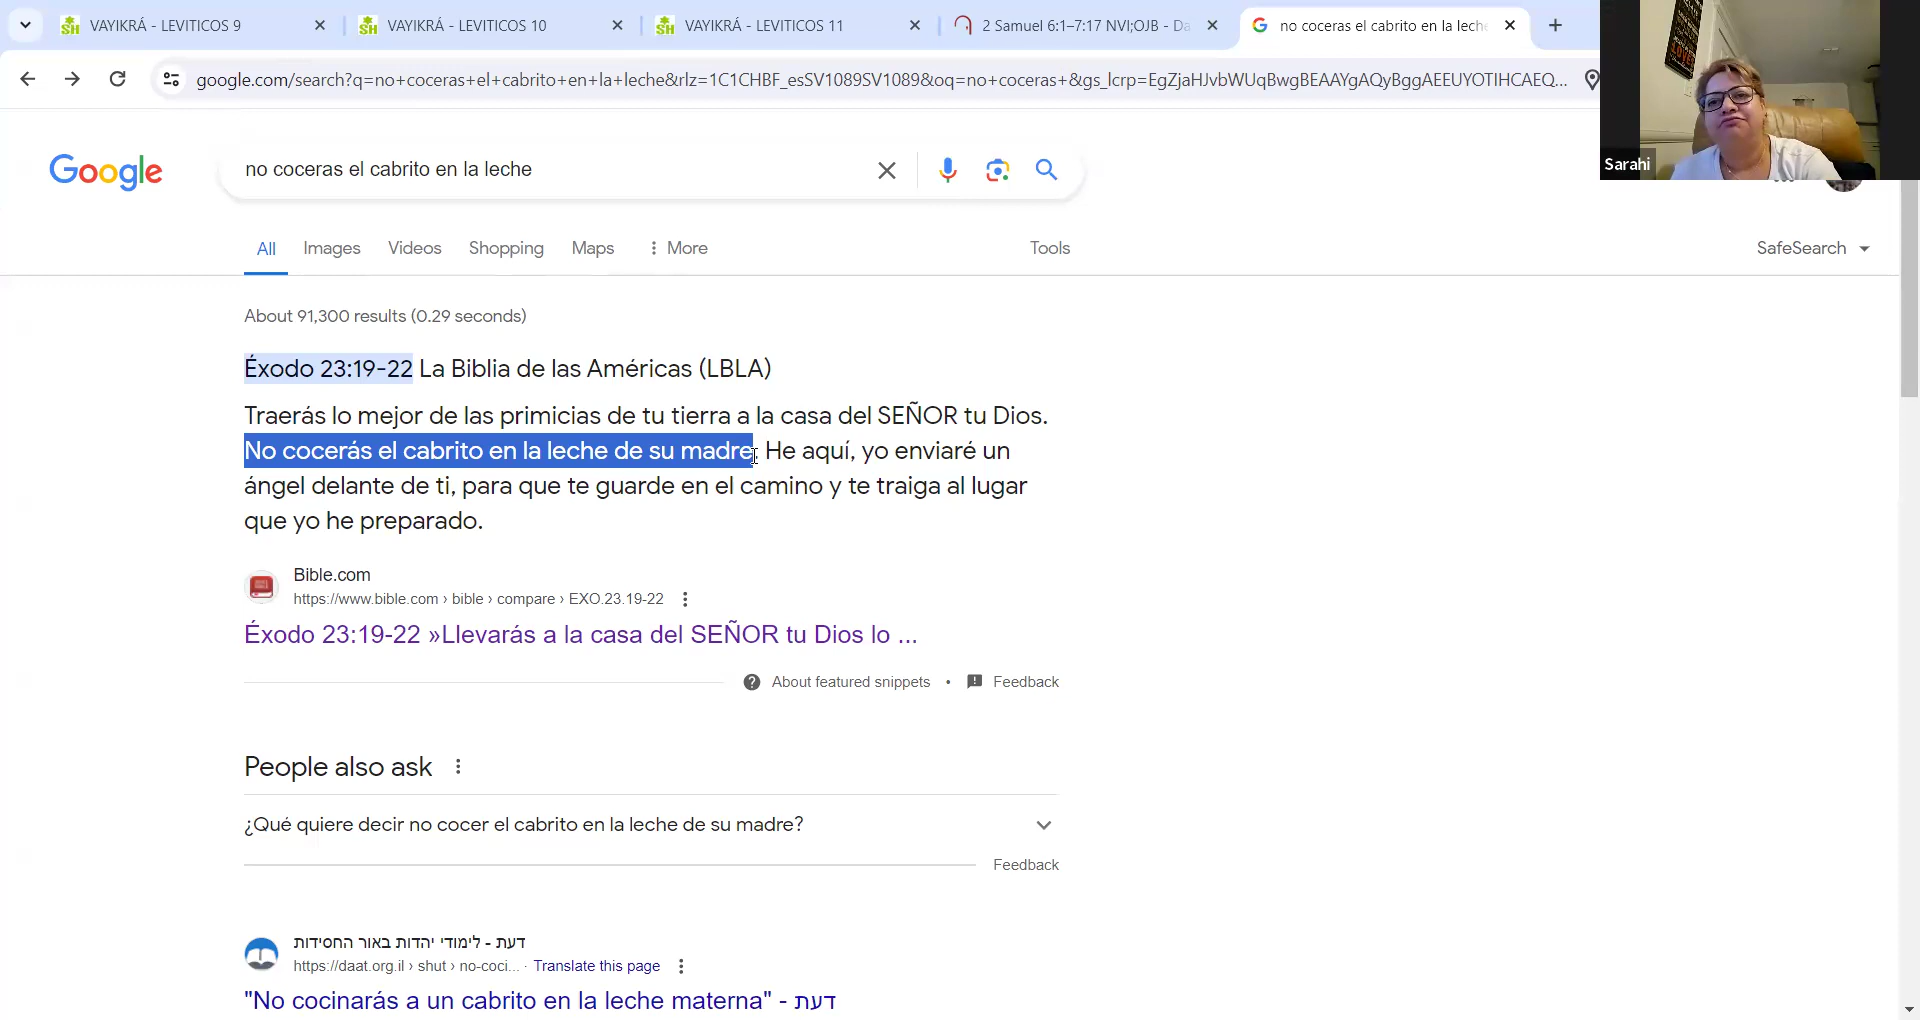 VAYIKRÁ - LEVITICOS 9
VAYIKRÁ - LEVITICOS 10
VAYIKRÁ - LEVITICOS 11
2 Samuel 6:1–7:17 NVI;OJB - Da
no coceras el cabrito en la lech
google.com/search?q=no+coceras+el+cabrito+en+la+leche&rlz=1C1CHBF_esSV1089SV1089&oq=no+coceras+&gs_lcrp=EgZjaHJvbWUqBwgBEAAYgAQyBggAEEUYOTIHCAEQ...
Sarahi
Google
no coceras el cabrito en la leche
All Images Videos Shopping Maps More Tools SafeSearch
About 91,300 results (0.29 seconds)
Éxodo 23:19-22 La Biblia de las Américas (LBLA)
Traerás lo mejor de las primicias de tu tierra a la casa del SEÑOR tu Dios.
No cocerás el cabrito en la leche de su madre. He aquí, yo enviaré un
ángel delante de ti, para que te guarde en el camino y te traiga al lugar
que yo he preparado.
Bible.com
https://www.bible.com › bible › compare › EXO.23.19-22
Éxodo 23:19-22 »Llevarás a la casa del SEÑOR tu Dios lo ...
About featured snippets • Feedback
People also ask
¿Qué quiere decir no cocer el cabrito en la leche de su madre?
Feedback
דעת - לימודי יהדות באור החסידות
https://daat.org.il › shut › no-coci... · Translate this page
"No cocinarás a un cabrito en la leche materna" - דעת